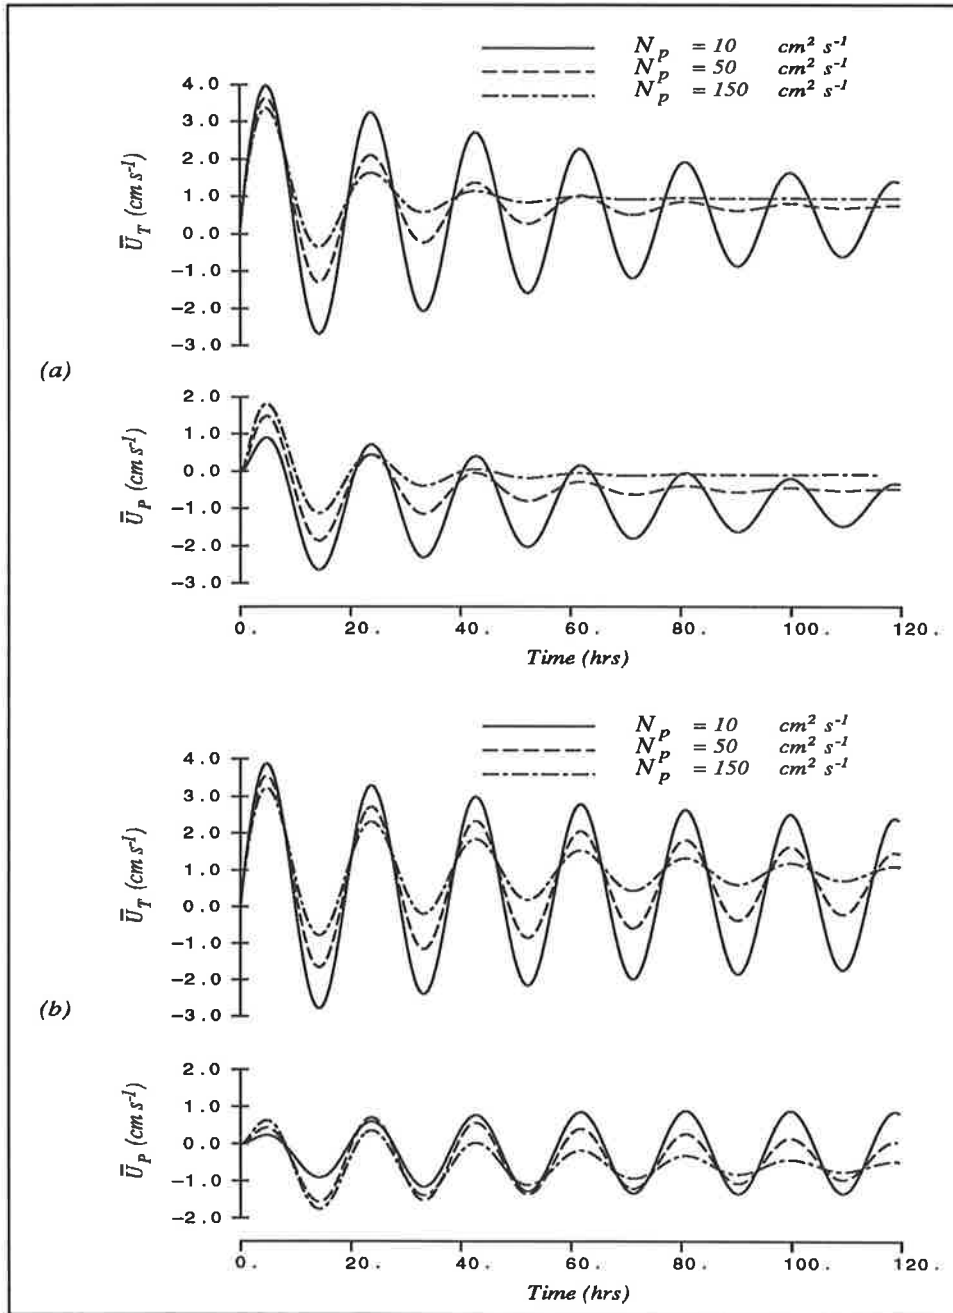 N_p = 10 cm² s⁻¹
N_p = 50 cm² s⁻¹
N_p = 150 cm² s⁻¹
4.0
3.0
2.0
1.0
0.0
-1.0
-2.0
-3.0
U̅_T (cm s⁻¹)
(a)
2.0
1.0
0.0
-1.0
-2.0
-3.0
U̅_P (cm s⁻¹)
0. 20. 40. 60. 80. 100. 120.
Time (hrs)
N_p = 10 cm² s⁻¹
N_p = 50 cm² s⁻¹
N_p = 150 cm² s⁻¹
4.0
3.0
2.0
1.0
0.0
-1.0
-2.0
-3.0
U̅_T (cm s⁻¹)
(b)
2.0
1.0
0.0
-1.0
-2.0
U̅_P (cm s⁻¹)
0. 20. 40. 60. 80. 100. 120.
Time (hrs)